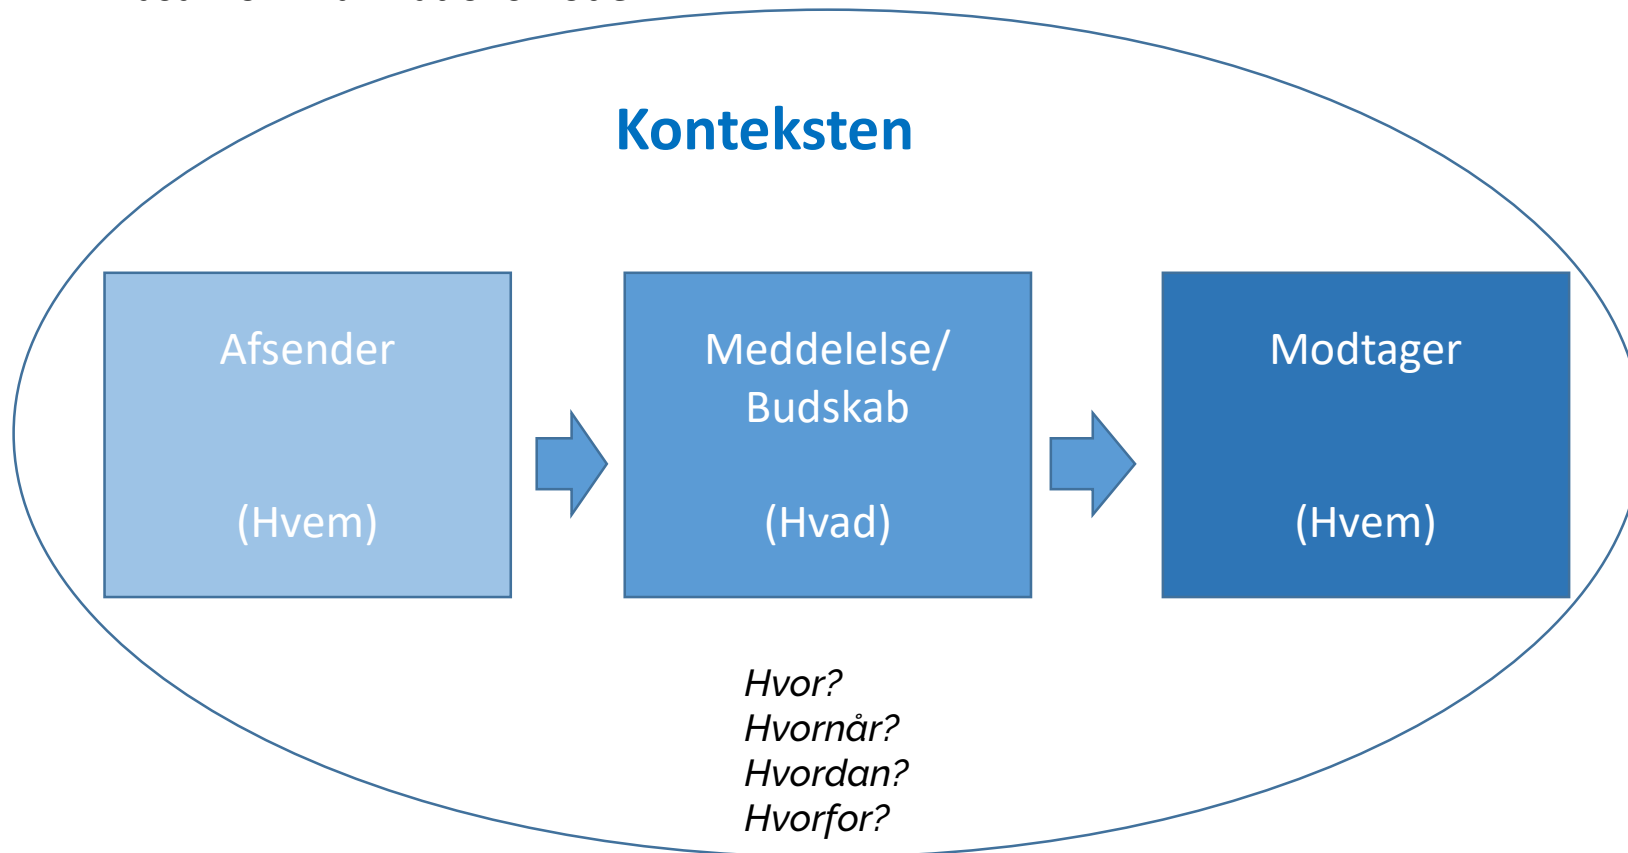 Konteksten
Afsender
(Hvem)
Meddelelse/
Budskab
(Hvad)
Modtager
(Hvem)
Hvor?
Hvornår?
Hvordan?
Hvorfor?